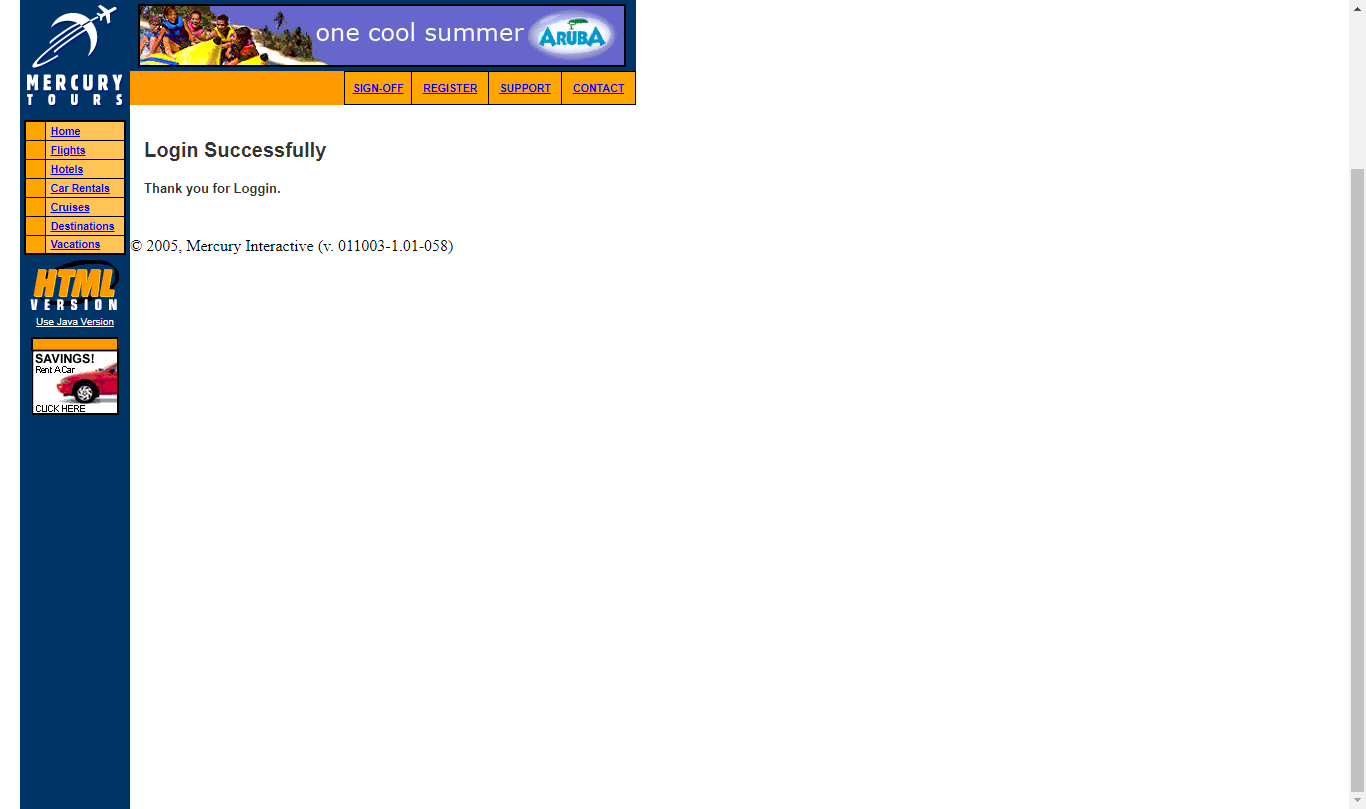 one cool summer ARUBA
MERCURY
TOURS
SIGN-OFF REGISTER SUPPORT CONTACT
Home
Flights
Hotels
Car Rentals
Cruises
Destinations
Vacations
Login Successfully
Thank you for Loggin.
© 2005, Mercury Interactive (v. 011003-1.01-058)
HTML
VERSION
Use Java Version
SAVINGS!
Rent A Car
CLICK HERE